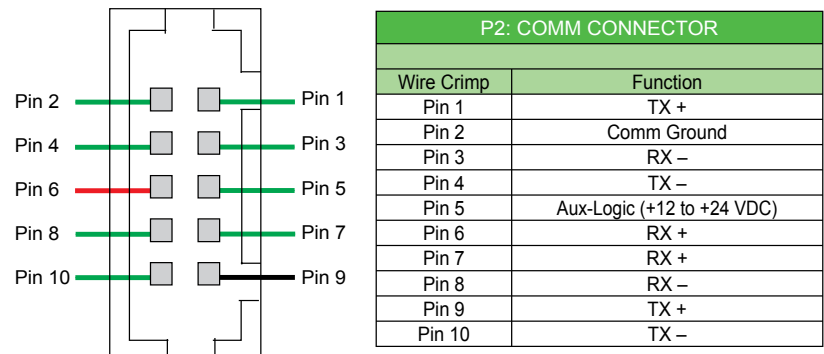 Pin 2 Pin 1
Pin 4 Pin 3
Pin 6 Pin 5
Pin 8 Pin 7
Pin 10 Pin 9
P2: COMM CONNECTOR
Wire Crimp Function
Pin 1 TX +
Pin 2 Comm Ground
Pin 3 RX –
Pin 4 TX –
Pin 5 Aux-Logic (+12 to +24 VDC)
Pin 6 RX +
Pin 7 RX +
Pin 8 RX –
Pin 9 TX +
Pin 10 TX –